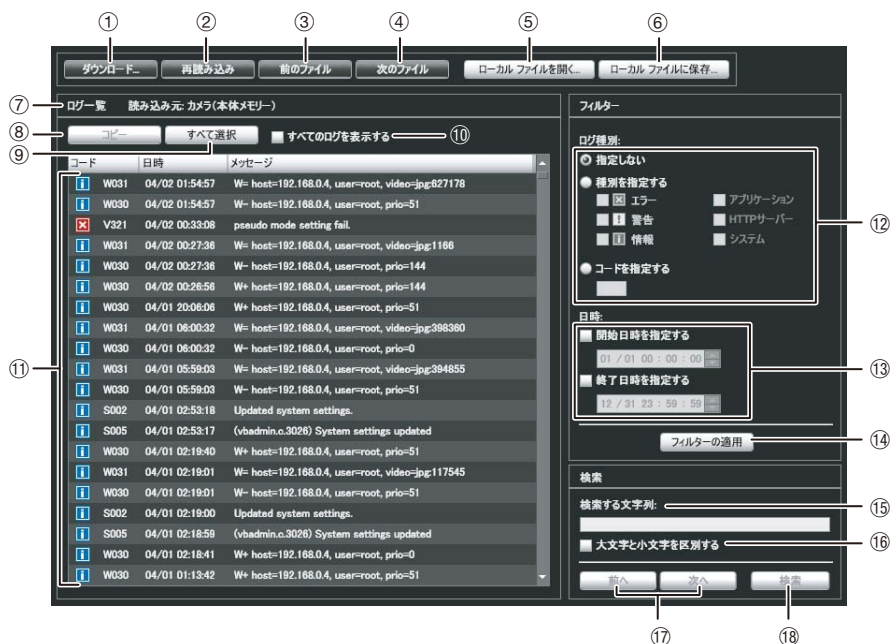 ① ② ③ ④ ⑤ ⑥
ダウンロード... 再読み込み 前のファイル 次のファイル ローカル ファイルを開く... ローカル ファイルに保存...
⑦ ログ一覧 読み込み元: カメラ(本体メモリー)
⑧ コピー すべて選択 すべてのログを表示する ⑩
⑨
コード 日時 メッセージ
W031 04/02 01:54:57 W= host=192.168.0.4, user=root, video=jpg:627178
W030 04/02 01:54:57 W- host=192.168.0.4, user=root, prio=51
V321 04/02 00:33:08 pseudo mode setting fail.
W031 04/02 00:27:36 W= host=192.168.0.4, user=root, video=jpg:1166
W030 04/02 00:27:36 W- host=192.168.0.4, user=root, prio=144
W030 04/02 00:26:56 W+ host=192.168.0.4, user=root, prio=144
W030 04/01 20:06:06 W+ host=192.168.0.4, user=root, prio=51
W031 04/01 06:00:32 W= host=192.168.0.4, user=root, video=jpg:398360
W030 04/01 06:00:32 W- host=192.168.0.4, user=root, prio=0
⑪ W031 04/01 05:59:03 W= host=192.168.0.4, user=root, video=jpg:394855
W030 04/01 05:59:03 W- host=192.168.0.4, user=root, prio=51
S002 04/01 02:53:18 Updated system settings.
S005 04/01 02:53:17 (vbadmin.c.3026) System settings updated
W030 04/01 02:19:40 W+ host=192.168.0.4, user=root, prio=51
W031 04/01 02:19:01 W= host=192.168.0.4, user=root, video=jpg:117545
W030 04/01 02:19:01 W- host=192.168.0.4, user=root, prio=51
S002 04/01 02:19:00 Updated system settings.
S005 04/01 02:18:59 (vbadmin.c.3026) System settings updated
W030 04/01 02:18:41 W+ host=192.168.0.4, user=root, prio=0
W030 04/01 01:13:42 W+ host=192.168.0.4, user=root, prio=51
フィルター
ログ種別:
指定しない
種別を指定する
エラー アプリケーション
警告 HTTPサーバー ⑫
情報 システム
コードを指定する
日時:
開始日時を指定する
01 / 01 00 : 00 : 00 ⑬
終了日時を指定する
12 / 31 23 : 59 : 59
フィルターの適用 ⑭
検索
検索する文字列: ⑮
大文字と小文字を区別する ⑯
前へ 次へ 検索
⑰ ⑱